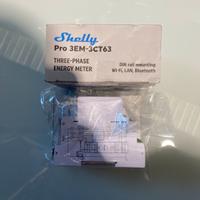 Shelly
Pro 3EM-3CT63
THREE-PHASE
ENERGY METER
DIN rail mounting
Wi-Fi, LAN, Bluetooth